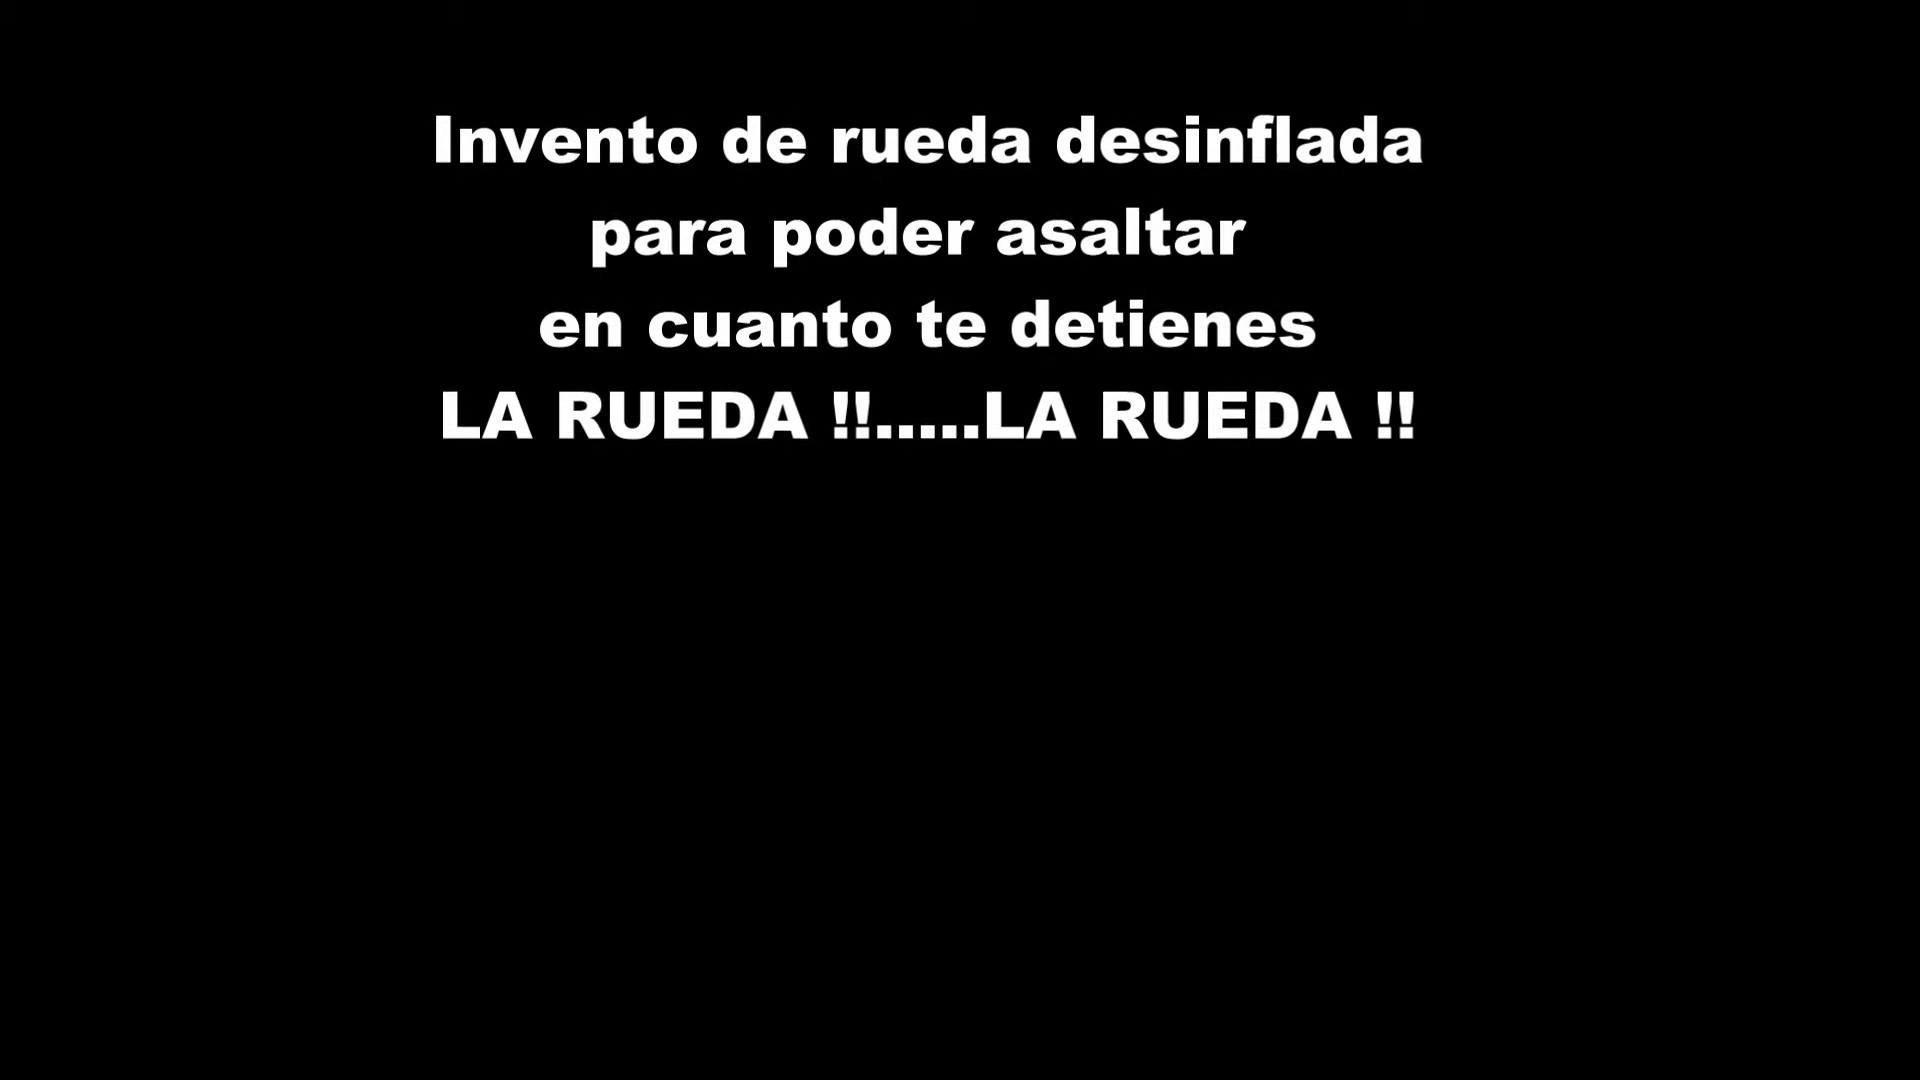 Invento de rueda desinflada
para poder asaltar
en cuanto te detienes
LA RUEDA !!.....LA RUEDA !!